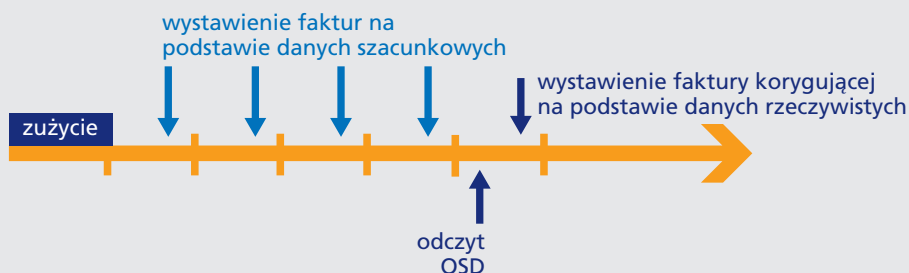 wystawienie faktur na
podstawie danych szacunkowych
wystawienie faktury korygującej
na podstawie danych rzeczywistych
zużycie
odczyt
OSD